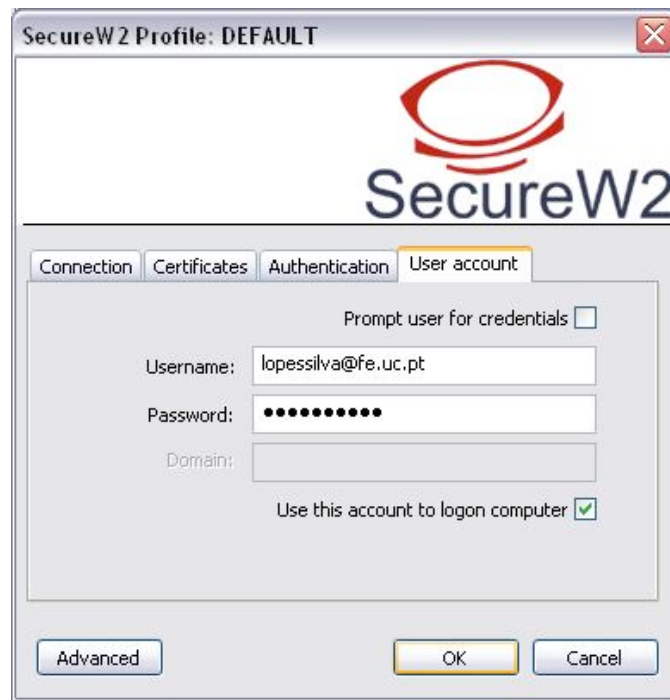 SecureW2 Profile: DEFAULT
SecureW2
Connection Certificates Authentication User account
Prompt user for credentials
Username: lopessilva@fe.uc.pt
Password: ●●●●●●●●●●
Domain:
Use this account to logon computer
Advanced OK Cancel